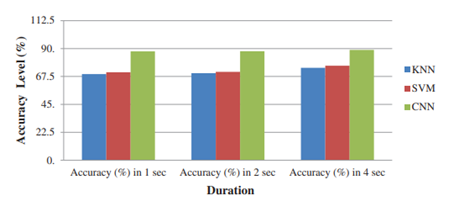 112.5
90.
67.5
45.
22.5
0.
Accuracy Level (%)
Accuracy (%) in 1 sec Accuracy (%) in 2 sec Accuracy (%) in 4 sec
Duration
KNN
SVM
CNN